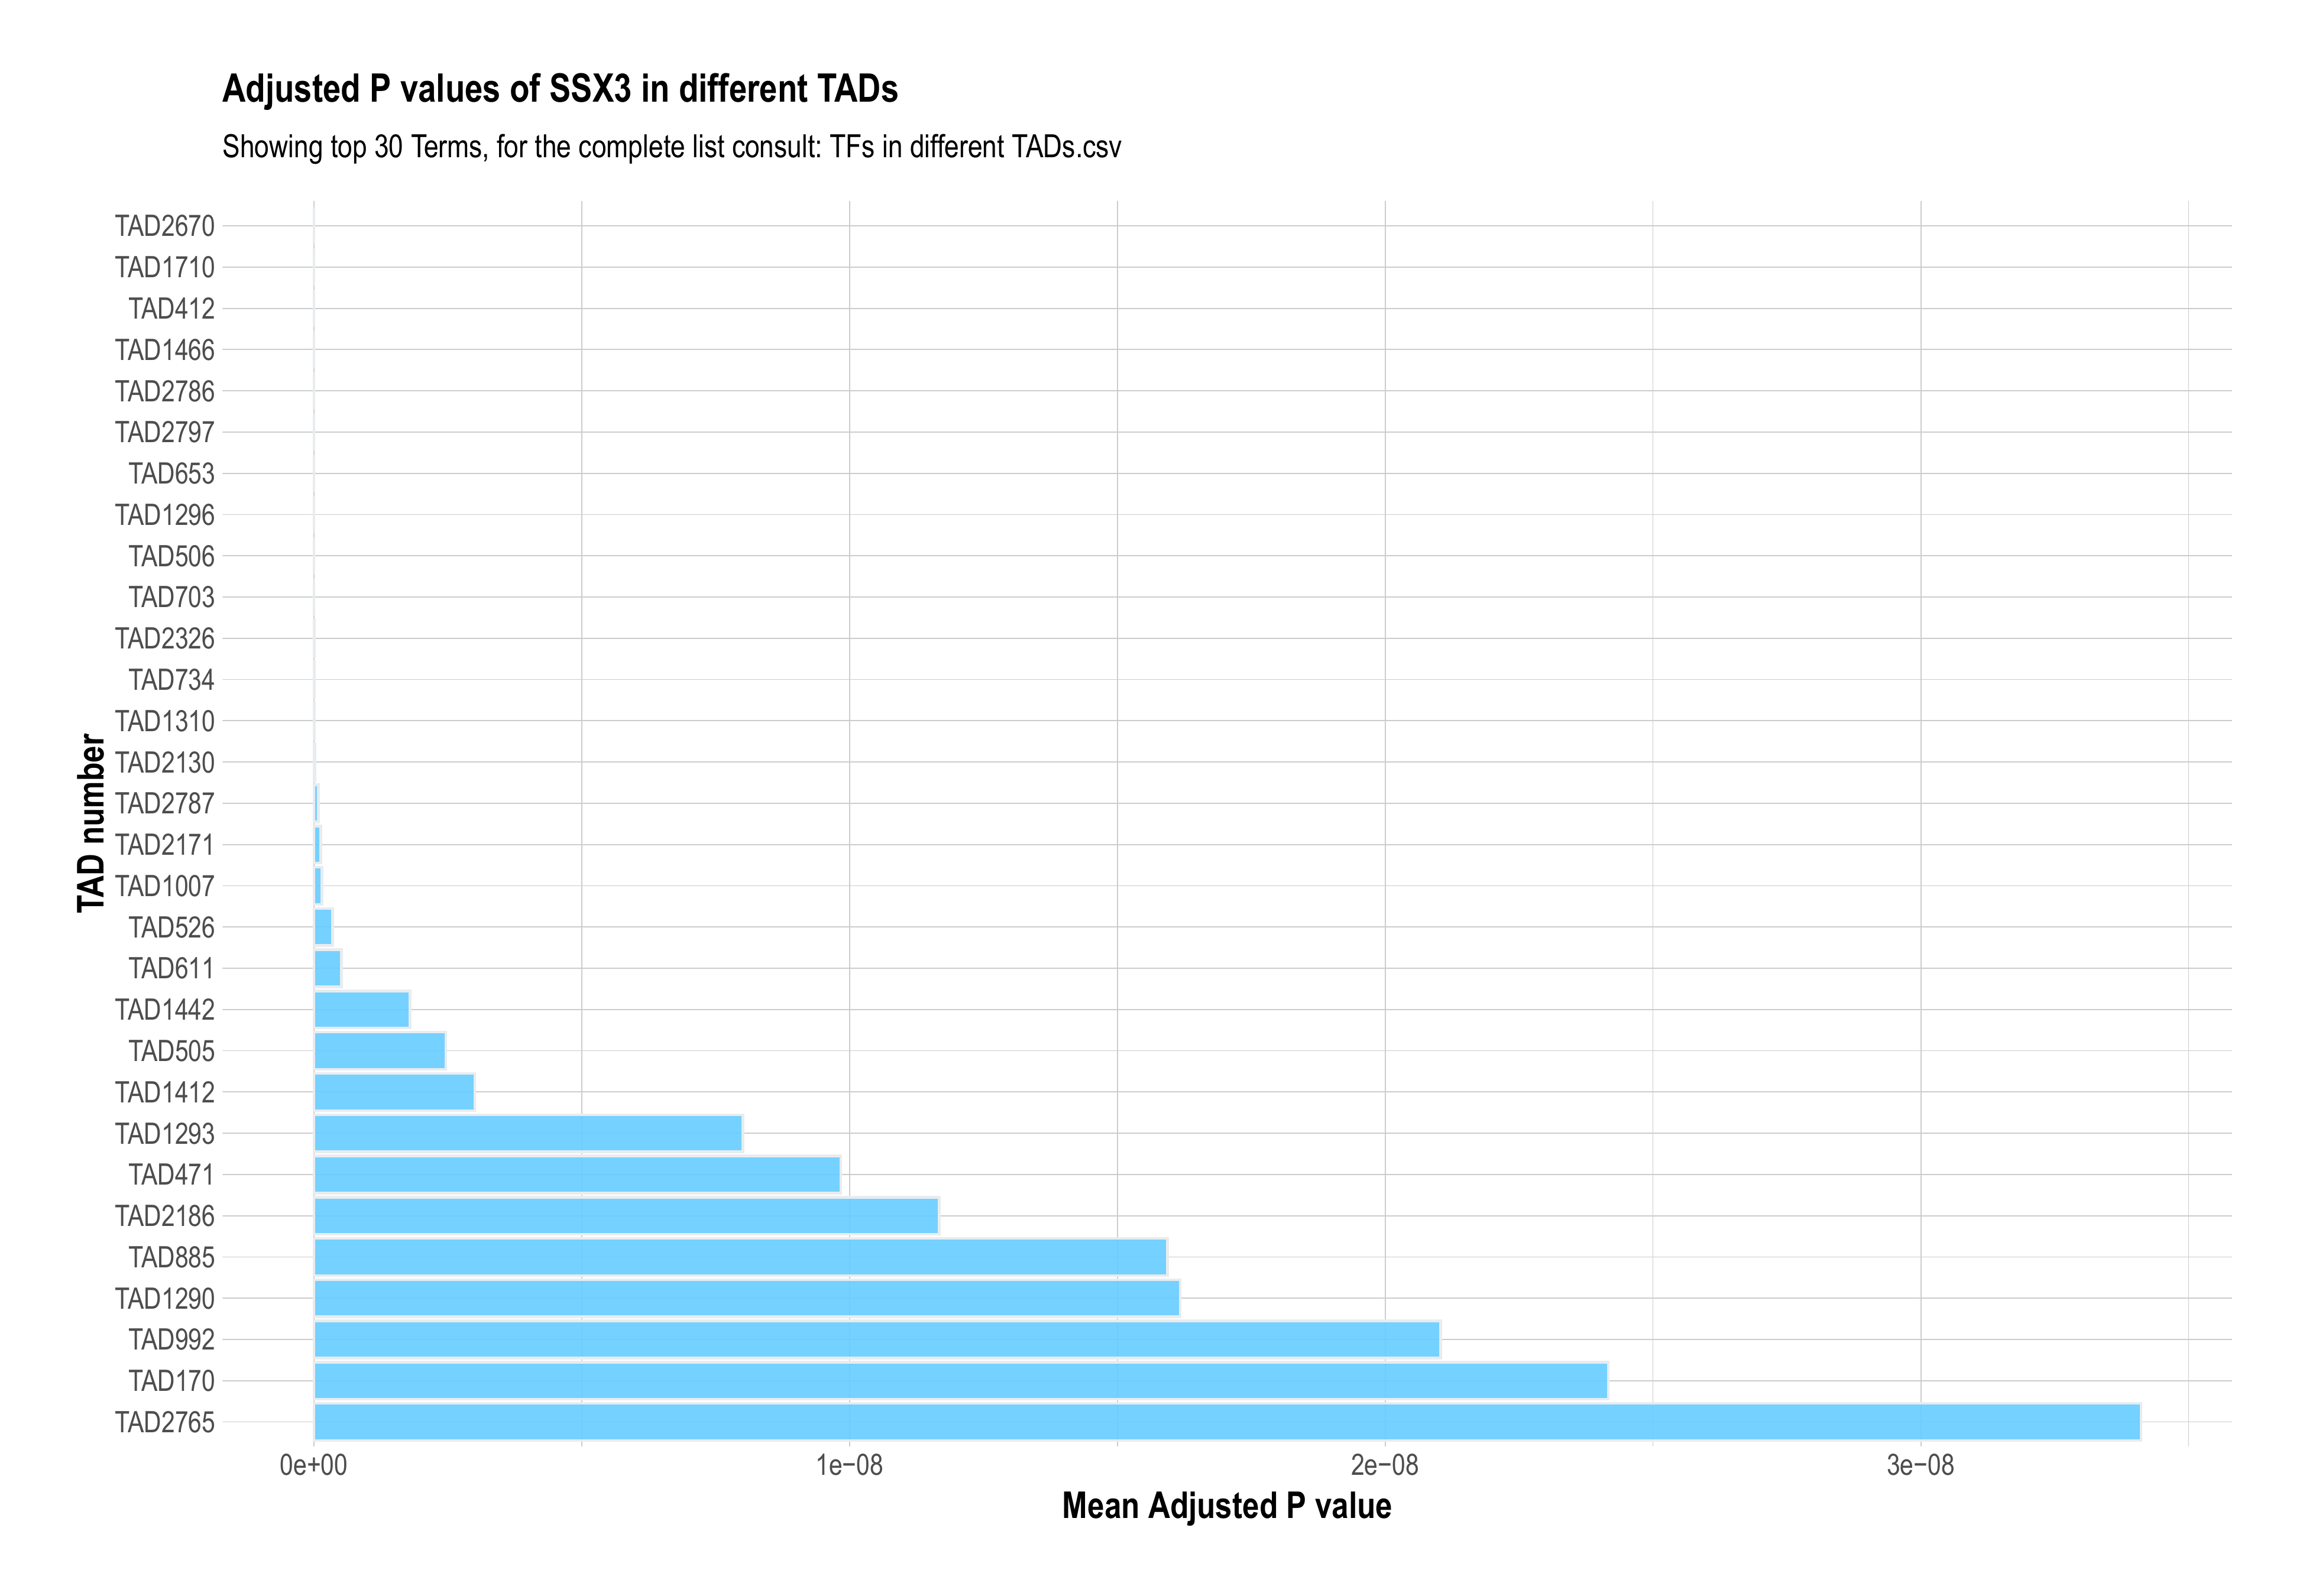 Adjusted P values of SSX3 in different TADs
Showing top 30 Terms, for the complete list consult: TFs in different TADs.csv
TAD number
TAD2670
TAD1710
TAD412
TAD1466
TAD2786
TAD2797
TAD653
TAD1296
TAD506
TAD703
TAD2326
TAD734
TAD1310
TAD2130
TAD2787
TAD2171
TAD1007
TAD526
TAD611
TAD1442
TAD505
TAD1412
TAD1293
TAD471
TAD2186
TAD885
TAD1290
TAD992
TAD170
TAD2765
0e+00 1e−08 2e−08 3e−08
Mean Adjusted P value